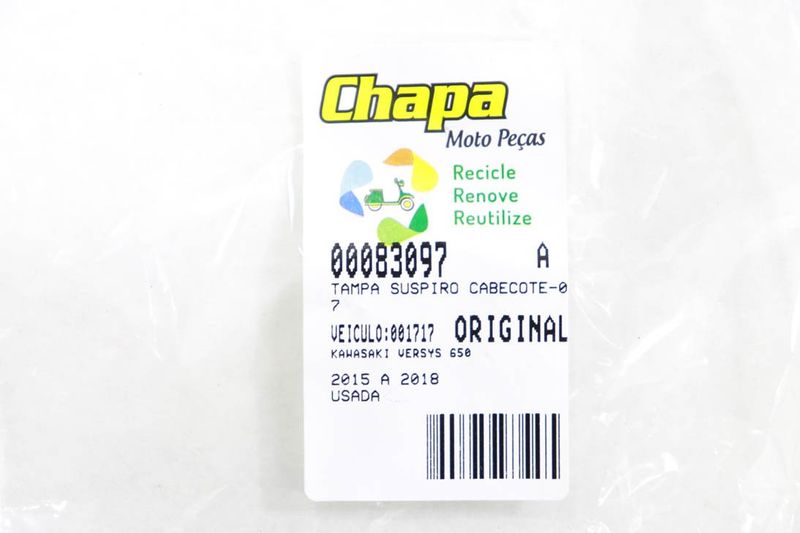 Chapa
Moto Peças
Recicle
Renove
Reutilize
00083097 A
TAMPA SUSPIRO CABECOTE-0
7
VEICULO:001717 ORIGINAL
KAWASAKI VERSYS 650
2015 A 2018
USADA